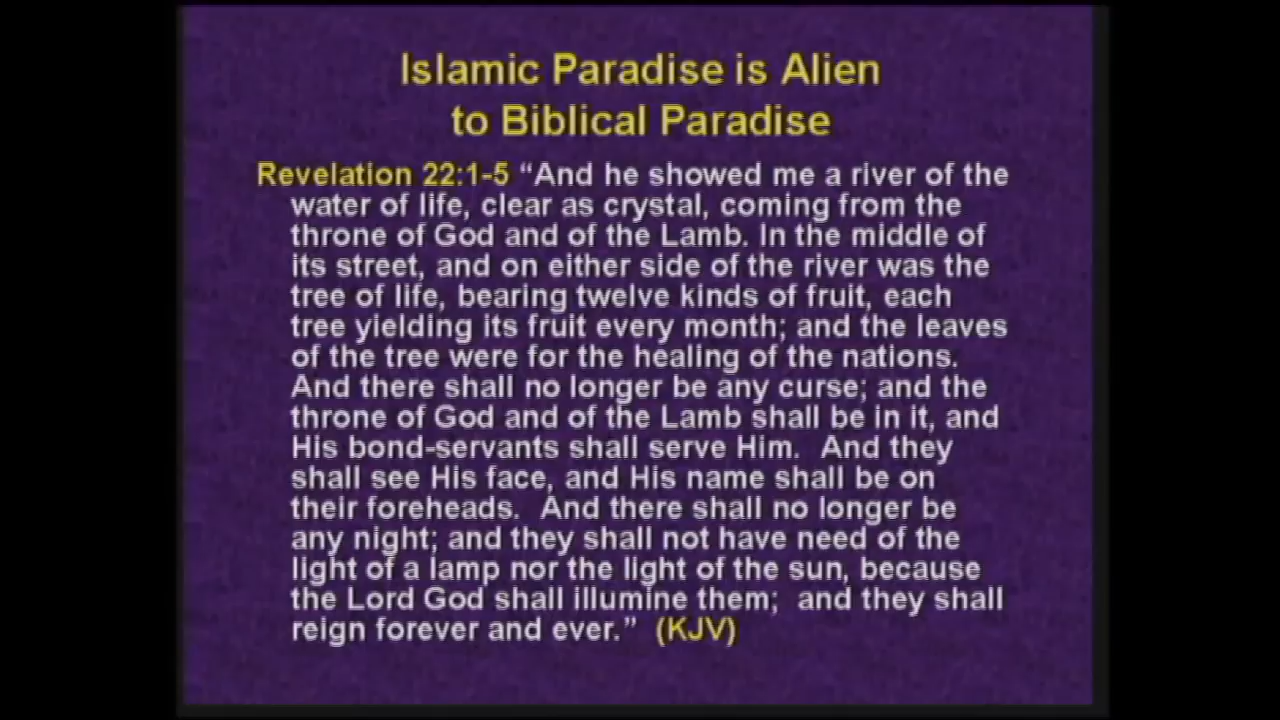 Islamic Paradise is Alien
to Biblical Paradise
Revelation 22:1-5 “And he showed me a river of the
water of life, clear as crystal, coming from the
throne of God and of the Lamb. In the middle of
its street, and on either side of the river was the
tree of life, bearing twelve kinds of fruit, each
tree yielding its fruit every month; and the leaves
of the tree were for the healing of the nations.
And there shall no longer be any curse; and the
throne of God and of the Lamb shall be in it, and
His bond-servants shall serve Him.  And they
shall see His face, and His name shall be on
their foreheads.  And there shall no longer be
any night; and they shall not have need of the
light of a lamp nor the light of the sun, because
the Lord God shall illumine them;  and they shall
reign forever and ever.”  (KJV)